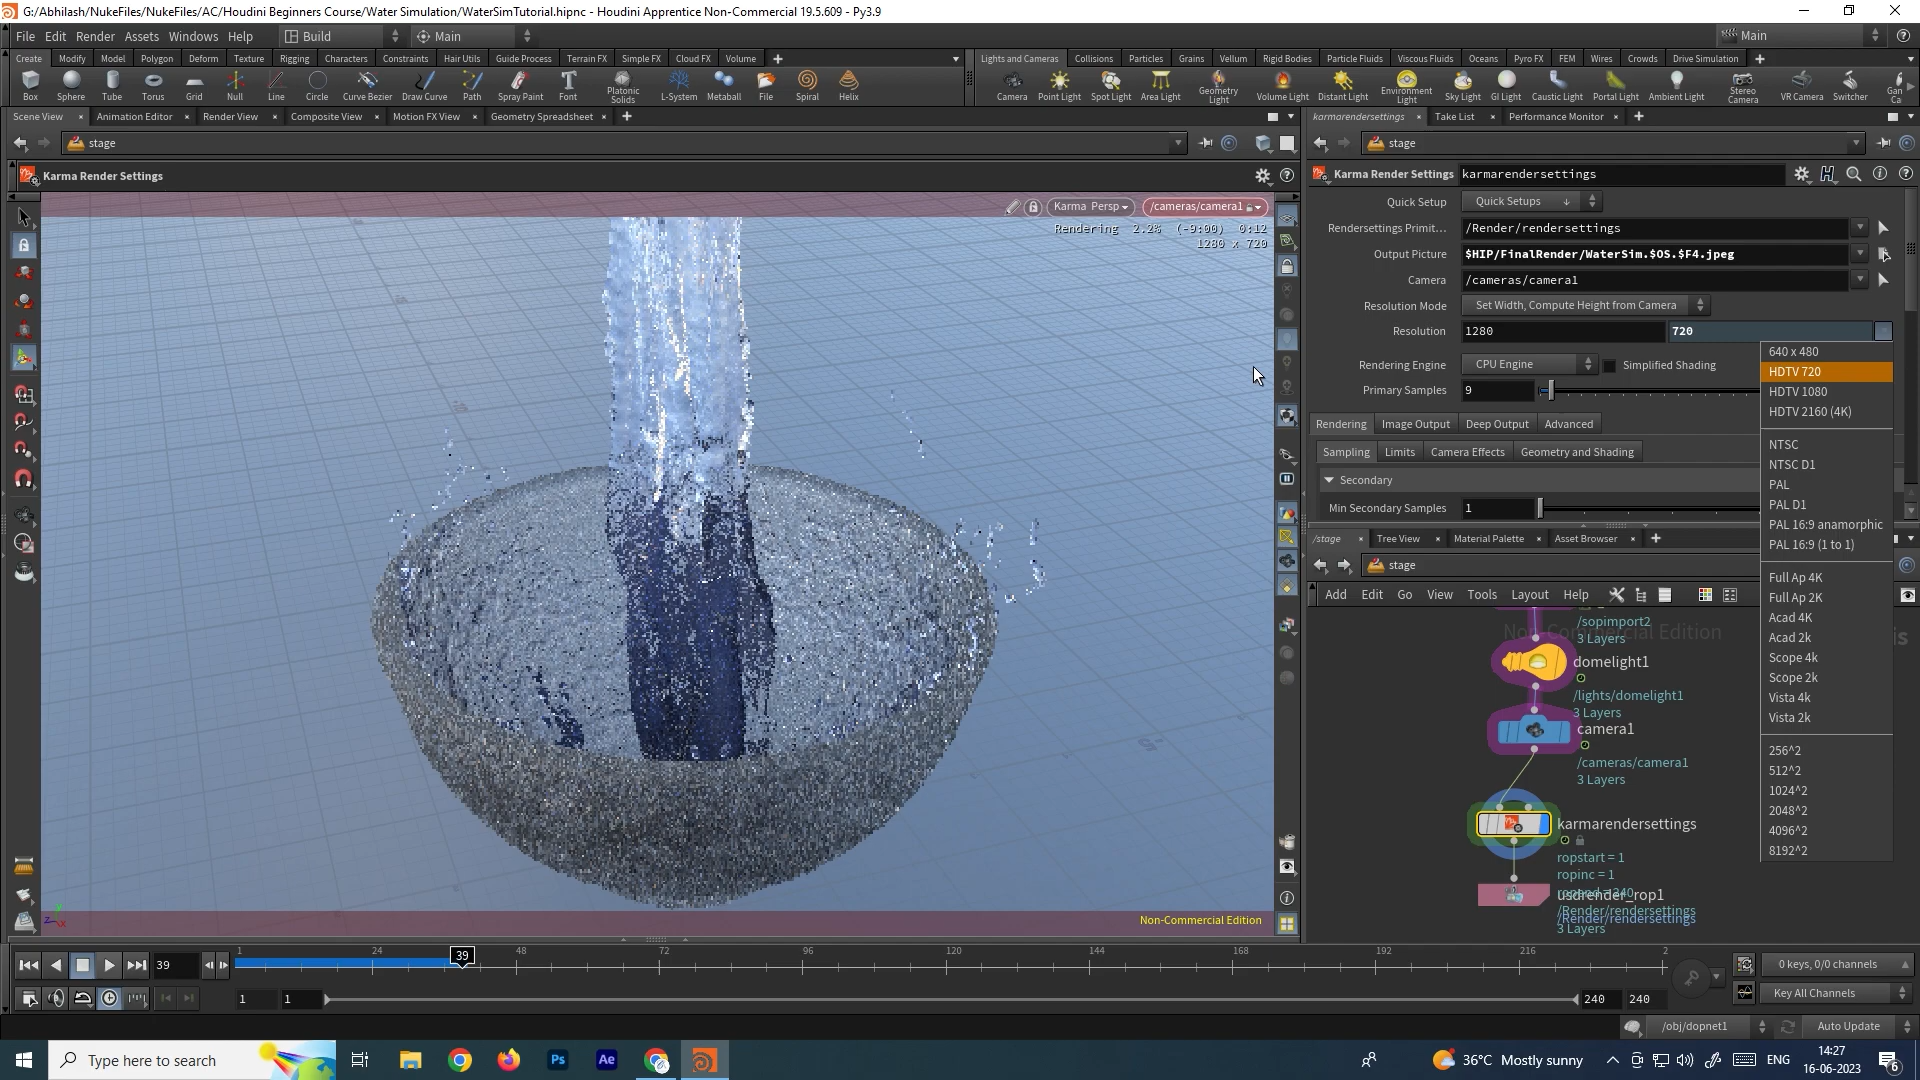 G:/Abhilash/NukeFiles/NukeFiles/AC/Houdini Beginners Course/Water Simulation/WaterSimTutorial.hipnc - Houdini Apprentice Non-Commercial 19.5.609 - Py3.9
File Edit Render Assets Windows Help Build Main Main
Create Modify Model Polygon Deform Texture Rigging Characters Constraints Hair Utils Guide Process Terrain FX Simple FX Cloud FX Volume
Lights and Cameras Collisions Particles Grains Vellum Rigid Bodies Particle Fluids Viscous Fluids Oceans Pyro FX FEM Wires Crowds Drive Simulation
Box Sphere Tube Torus Grid Null Line Circle Curve Bezier Draw Curve Path Spray Paint Font Platonic Solids L-System Metaball File Spiral Helix
Camera Point Light Spot Light Area Light Geometry Light Volume Light Distant Light Environment Light Sky Light GI Light Caustic Light Portal Light Ambient Light Stereo Camera VR Camera Switcher Gan Ca
Scene View Animation Editor Render View Composite View Motion FX View Geometry Spreadsheet
karmarendersettings Take List Performance Monitor
stage
stage
Karma Render Settings
Karma Render Settings karmarendersettings
Karma Persp /cameras/camera1
Rendering 2.2% (-9:00) 0:12
1280 x 720
Quick Setup Quick Setups
Rendersettings Primit... /Render/rendersettings
Output Picture $HIP/FinalRender/WaterSim.$OS.$F4.jpeg
Camera /cameras/camera1
Resolution Mode Set Width, Compute Height from Camera
Resolution 1280 720
Rendering Engine CPU Engine Simplified Shading
Primary Samples 9
Rendering Image Output Deep Output Advanced
Sampling Limits Camera Effects Geometry and Shading
Secondary
Min Secondary Samples 1
640 x 480
HDTV 720
HDTV 1080
HDTV 2160 (4K)
NTSC
NTSC D1
PAL
PAL D1
PAL 16:9 anamorphic
PAL 16:9 (1 to 1)
Full Ap 4K
Full Ap 2K
Acad 4K
Acad 2k
Scope 4k
Scope 2k
Vista 4k
Vista 2k
256^2
512^2
1024^2
2048^2
4096^2
8192^2
/stage Tree View Material Palette Asset Browser
stage
Add Edit Go View Tools Layout Help
Non-Commercial Edition
/sopimport2
3 Layers
domelight1
/lights/domelight1
3 Layers
camera1
/cameras/camera1
3 Layers
karmarendersettings
ropstart = 1
ropinc = 1
usdrender_rop1
/Render/rendersettings
/Render/rendersettings
3 Layers
Non-Commercial Edition
1 24 48 72 96 120 144 168 192 216 2
39
39
1 1 240 240
0 keys, 0/0 channels
Key All Channels
/obj/dopnet1 Auto Update
Type here to search
Ps Ae
36°C Mostly sunny
ENG
14:27
16-06-2023
6